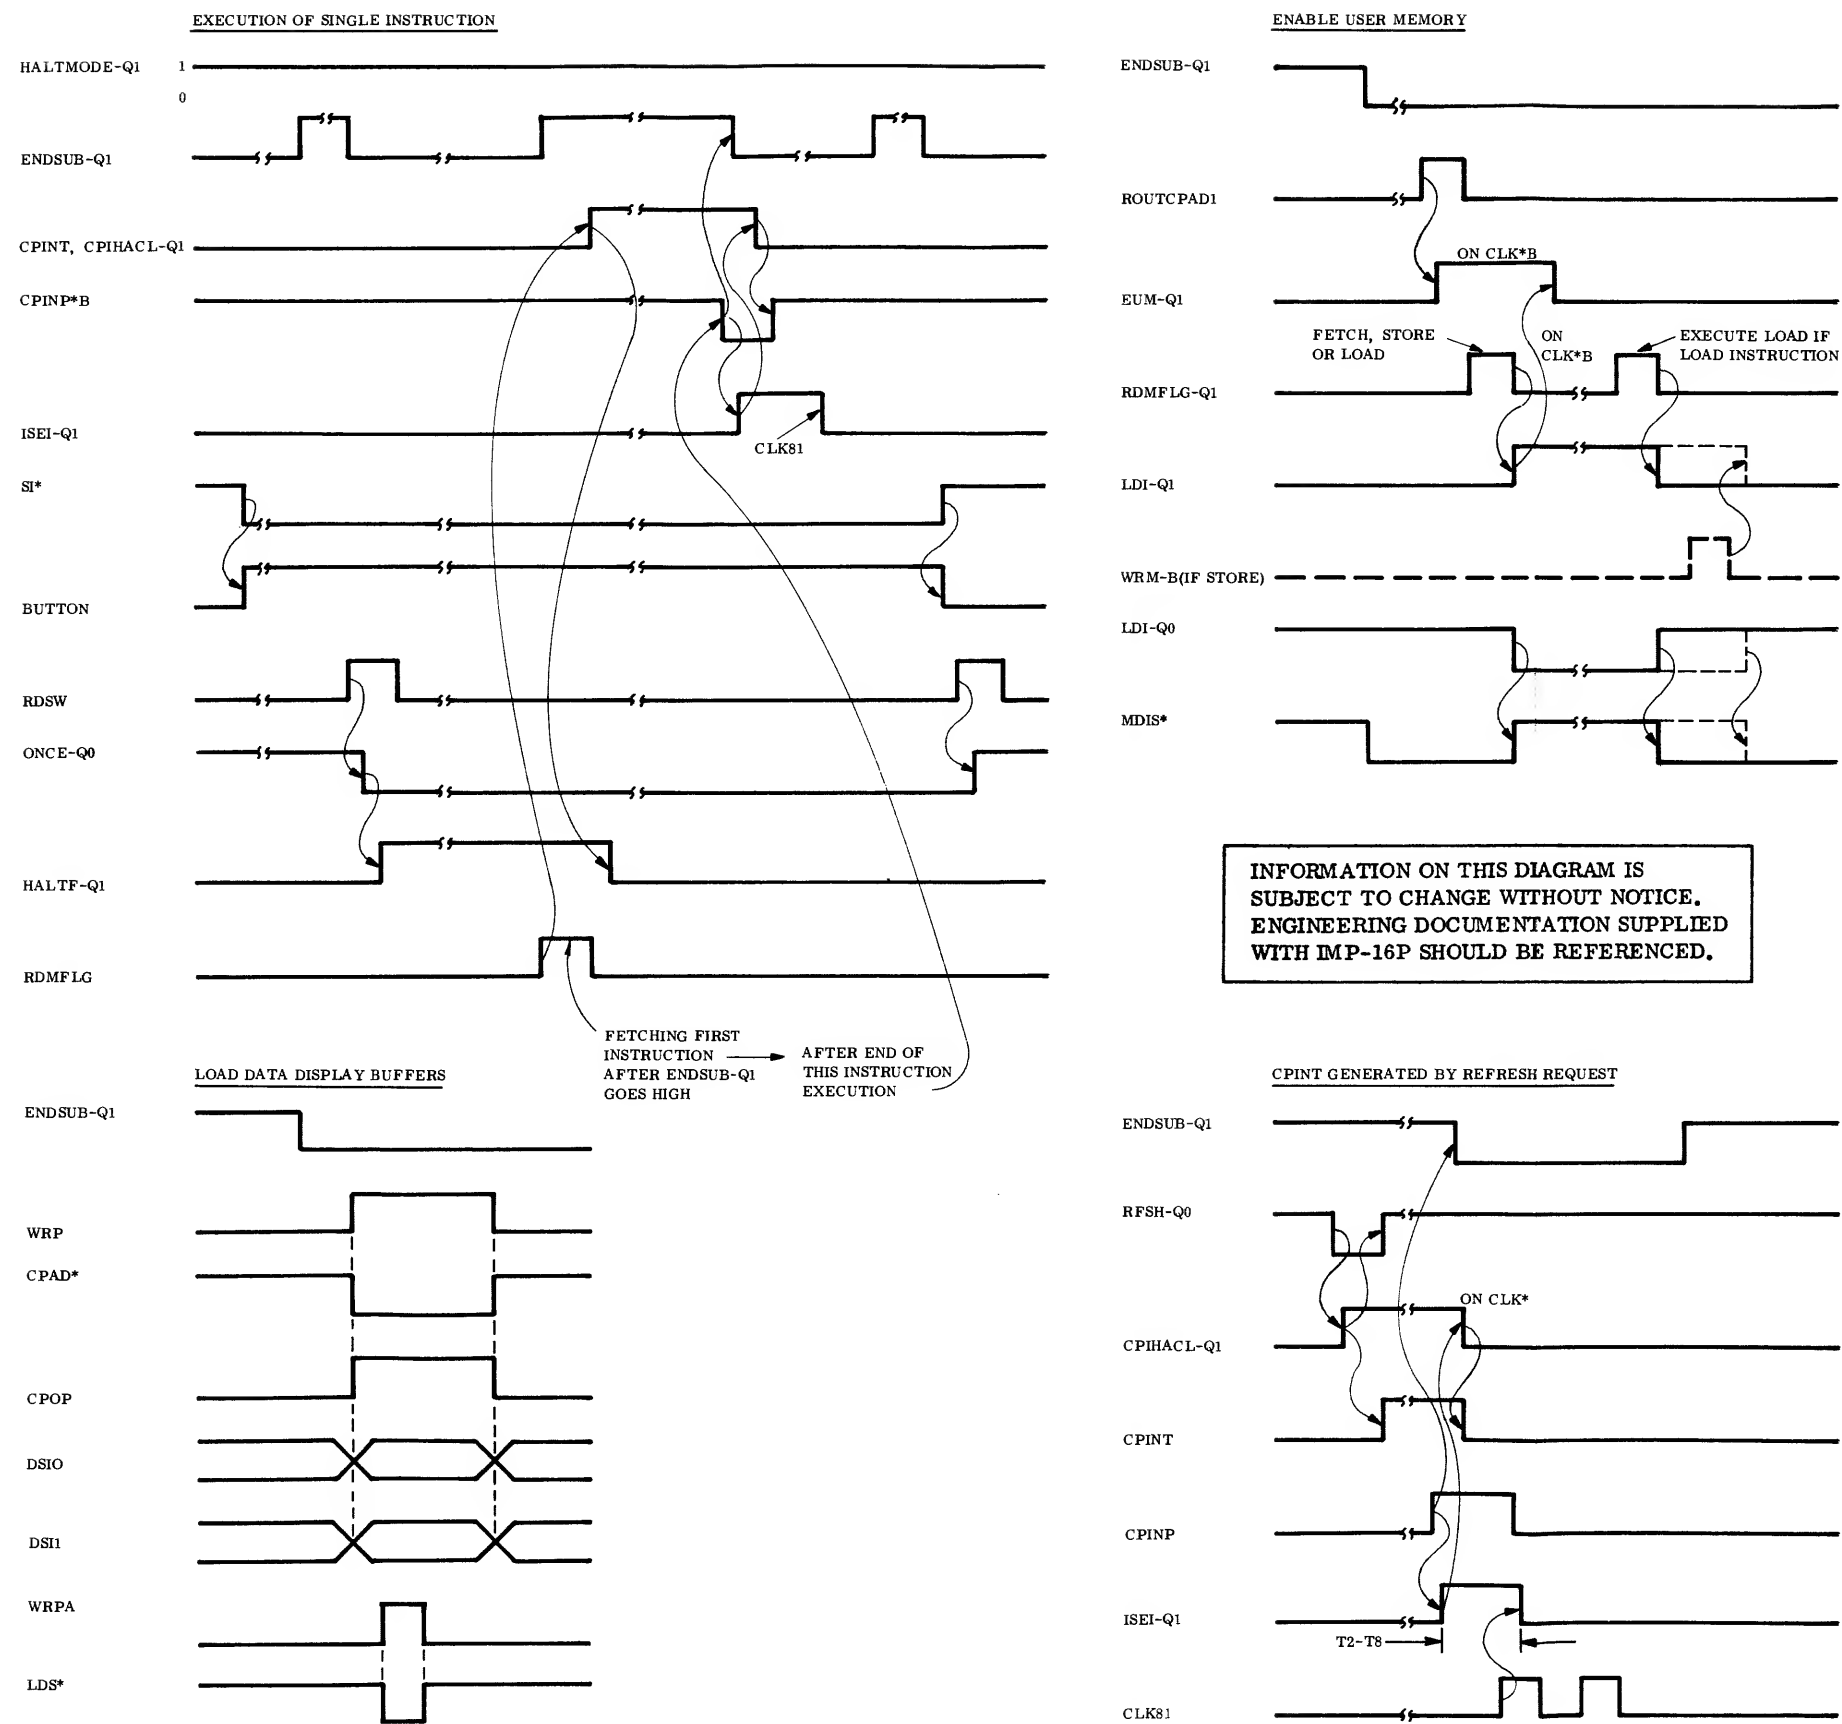 EXECUTION OF SINGLE INSTRUCTION
HALTMODE-Q1
1
0
ENDSUB-Q1
CPINT, CPIHACL-Q1
CPINP*B
ISEI-Q1
CLK81
SI*
BUTTON
RDSW
ONCE-Q0
HALTF-Q1
RDMFLG
FETCHING FIRST
INSTRUCTION
AFTER ENDSUB-Q1
GOES HIGH
AFTER END OF
THIS INSTRUCTION
EXECUTION
LOAD DATA DISPLAY BUFFERS
ENDSUB-Q1
WRP
CPAD*
CPOP
DSIO
DSI1
WRPA
LDS*
ENABLE USER MEMORY
ENDSUB-Q1
ROUTCPAD1
ON CLK*B
EUM-Q1
FETCH, STORE
OR LOAD
ON
CLK*B
EXECUTE LOAD IF
LOAD INSTRUCTION
RDMFLG-Q1
LDI-Q1
WRM-B(IF STORE)
LDI-Q0
MDIS*
INFORMATION ON THIS DIAGRAM IS
SUBJECT TO CHANGE WITHOUT NOTICE.
ENGINEERING DOCUMENTATION SUPPLIED
WITH IMP-16P SHOULD BE REFERENCED.
CPINT GENERATED BY REFRESH REQUEST
ENDSUB-Q1
RFSH-Q0
ON CLK*
CPIHACL-Q1
CPINT
CPINP
ISEI-Q1
T2-T8
CLK81